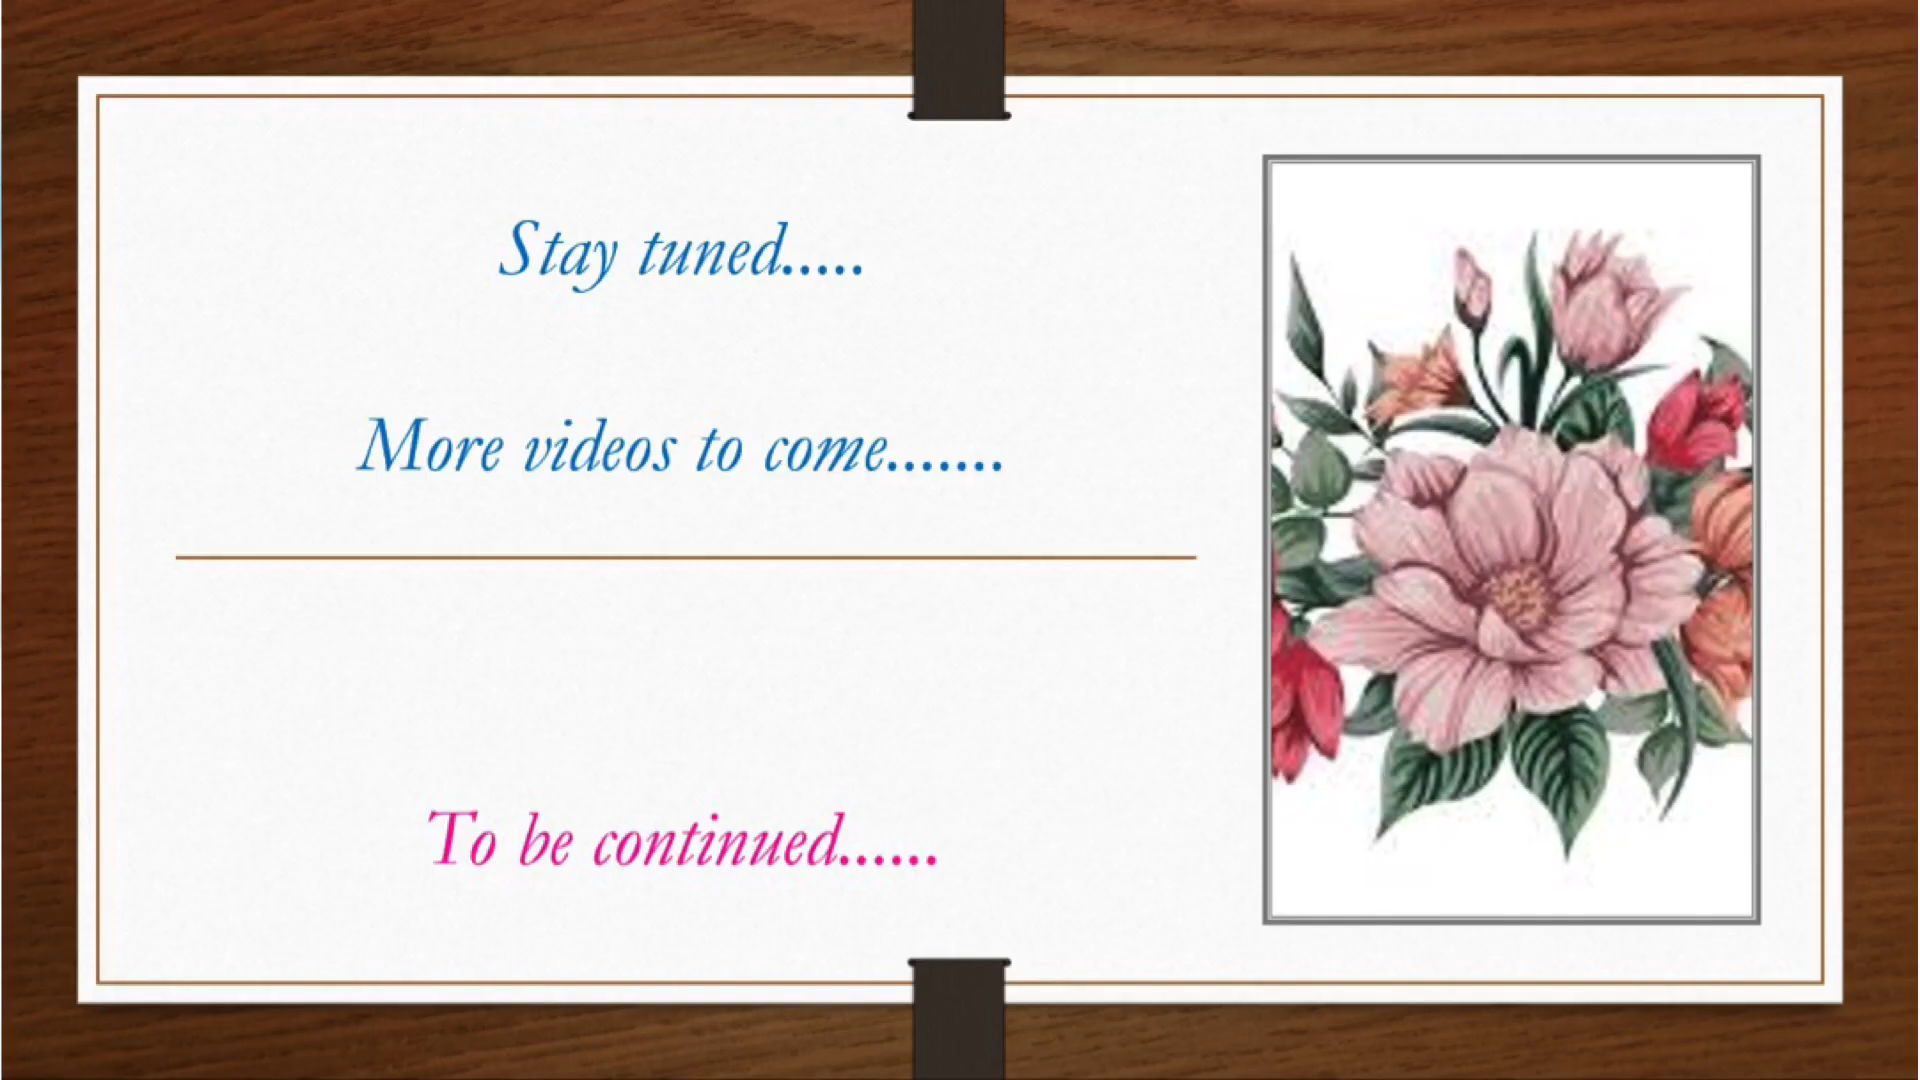 Stay tuned.....
More videos to come.......
To be continued......